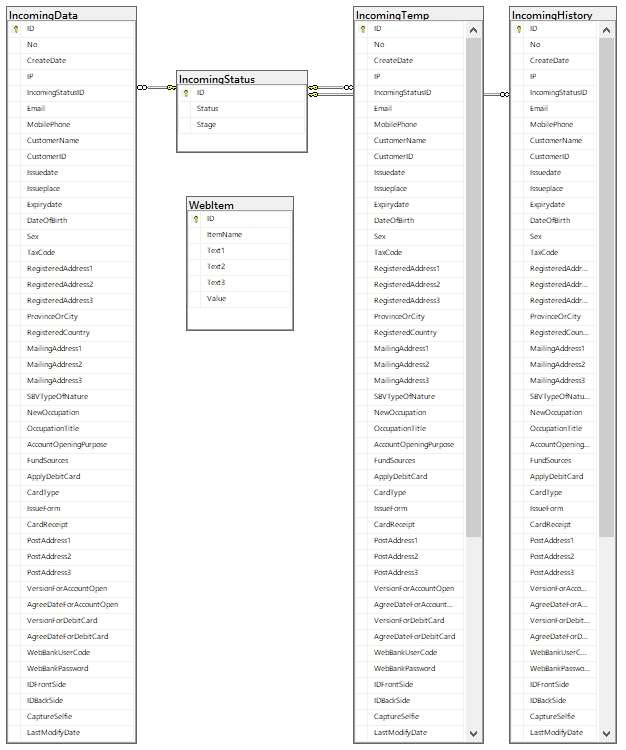 IncomingData
ID
No
CreateDate
IP
IncomingStatusID
Email
MobilePhone
CustomerName
CustomerID
Issuedate
Issueplace
Expirydate
DateOfBirth
Sex
TaxCode
RegisteredAddress1
RegisteredAddress2
RegisteredAddress3
ProvinceOrCity
RegisteredCountry
MailingAddress1
MailingAddress2
MailingAddress3
SBVTypeOfNature
NewOccupation
OccupationTitle
AccountOpeningPurpose
FundSources
ApplyDebitCard
CardType
IssueForm
CardReceipt
PostAddress1
PostAddress2
PostAddress3
VersionForAccountOpen
AgreeDateForAccountOpen
VersionForDebitCard
AgreeDateForDebitCard
WebBankUserCode
WebBankPassword
IDFrontSide
IDBackSide
CaptureSelfie
LastModifyDate
IncomingStatus
ID
Status
Stage
WebItem
ID
ItemName
Text1
Text2
Text3
Value
IncomingTemp
ID
No
CreateDate
IP
IncomingStatusID
Email
MobilePhone
CustomerName
CustomerID
Issuedate
Issueplace
Expirydate
DateOfBirth
Sex
TaxCode
RegisteredAddress1
RegisteredAddress2
RegisteredAddress3
ProvinceOrCity
RegisteredCountry
MailingAddress1
MailingAddress2
MailingAddress3
SBVTypeOfNature
NewOccupation
OccupationTitle
AccountOpeningPurpose
FundSources
ApplyDebitCard
CardType
IssueForm
CardReceipt
PostAddress1
PostAddress2
PostAddress3
VersionForAccountOpen
AgreeDateForAccount...
VersionForDebitCard
AgreeDateForDebitCard
WebBankUserCode
WebBankPassword
IDFrontSide
IDBackSide
CaptureSelfie
LastModifyDate
IncomingHistory
ID
No
CreateDate
IP
IncomingStatusID
Email
MobilePhone
CustomerName
CustomerID
Issuedate
Issueplace
Expirydate
DateOfBirth
Sex
TaxCode
RegisteredAddr...
RegisteredAddr...
RegisteredAddr...
ProvinceOrCity
RegisteredCoun...
MailingAddress1
MailingAddress2
MailingAddress3
SBVTypeOfNatu...
NewOccupation
OccupationTitle
AccountOpening...
FundSources
ApplyDebitCard
CardType
IssueForm
CardReceipt
PostAddress1
PostAddress2
PostAddress3
VersionForAcco...
AgreeDateForA...
VersionForDebit...
AgreeDateForD...
WebBankUserC...
WebBankPasswo...
IDFrontSide
IDBackSide
CaptureSelfie
LastModifyDate